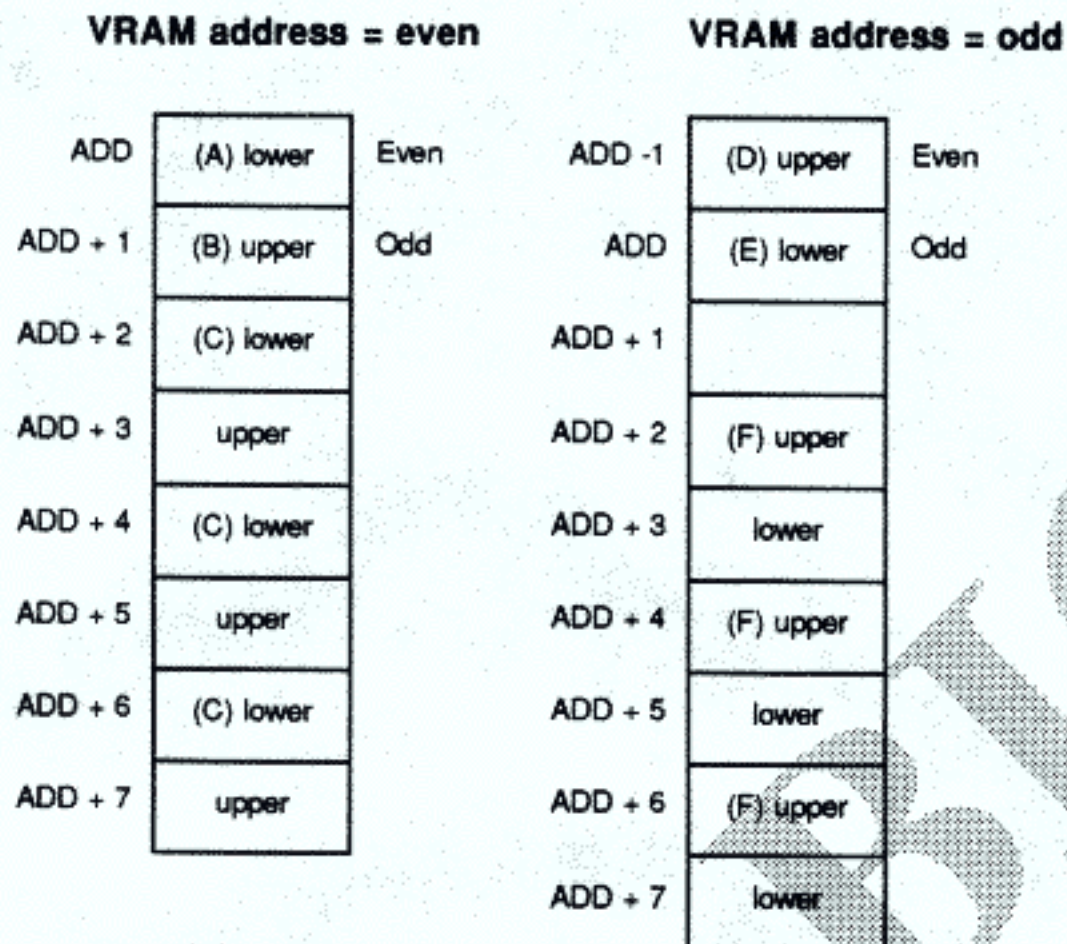 VRAM address = even
ADD (A) lower Even
ADD + 1 (B) upper Odd
ADD + 2 (C) lower
ADD + 3 upper
ADD + 4 (C) lower
ADD + 5 upper
ADD + 6 (C) lower
ADD + 7 upper
VRAM address = odd
ADD -1 (D) upper Even
ADD (E) lower Odd
ADD + 1
ADD + 2 (F) upper
ADD + 3 lower
ADD + 4 (F) upper
ADD + 5 lower
ADD + 6 (F) upper
ADD + 7 lower